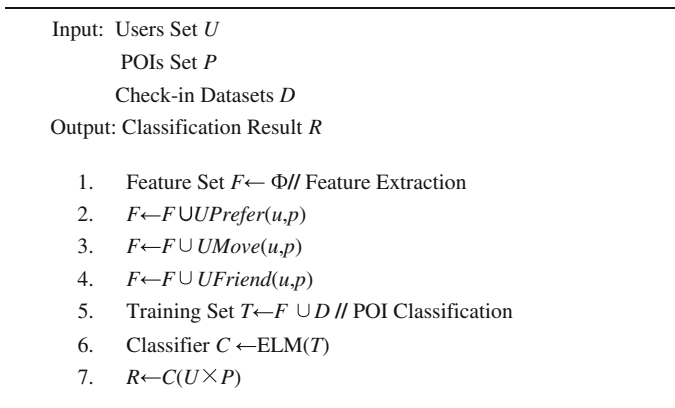 Input: Users Set U
POIs Set P
Check-in Datasets D
Output: Classification Result R
1. Feature Set F← Φ// Feature Extraction
2. F←F∪UPrefer(u,p)
3. F←F∪ UMove(u,p)
4. F←F∪ UFriend(u,p)
5. Training Set T←F ∪D // POI Classification
6. Classifier C ←ELM(T)
7. R←C(U×P)